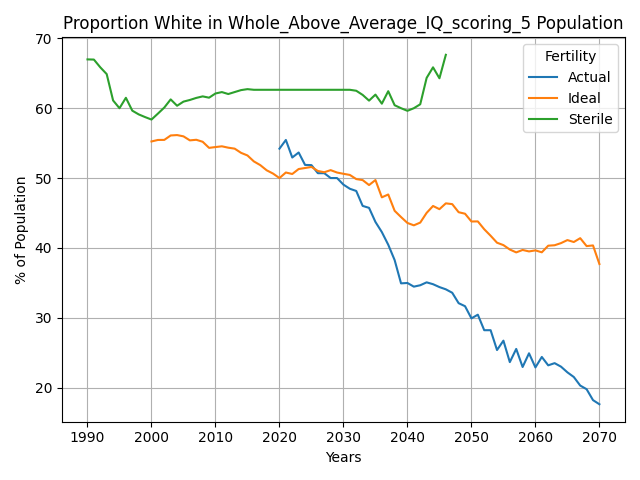 Proportion White in Whole_Above_Average_IQ_scoring_5 Population
70
60
50
40
30
20
% of Population
Fertility
Actual
Ideal
Sterile
1990 2000 2010 2020 2030 2040 2050 2060 2070
Years